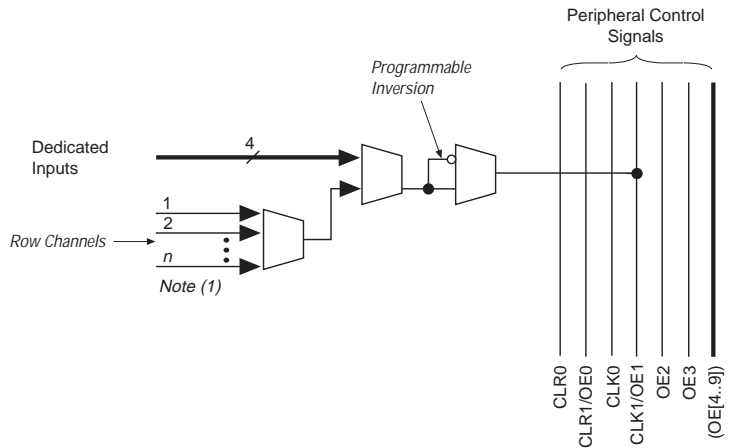 Peripheral Control
Signals
Programmable
Inversion
Dedicated
Inputs
4
Row Channels
1
2
n
Note (1)
CLR0
CLR1/OE0
CLK0
CLK1/OE1
OE2
OE3
(OE[4..9])